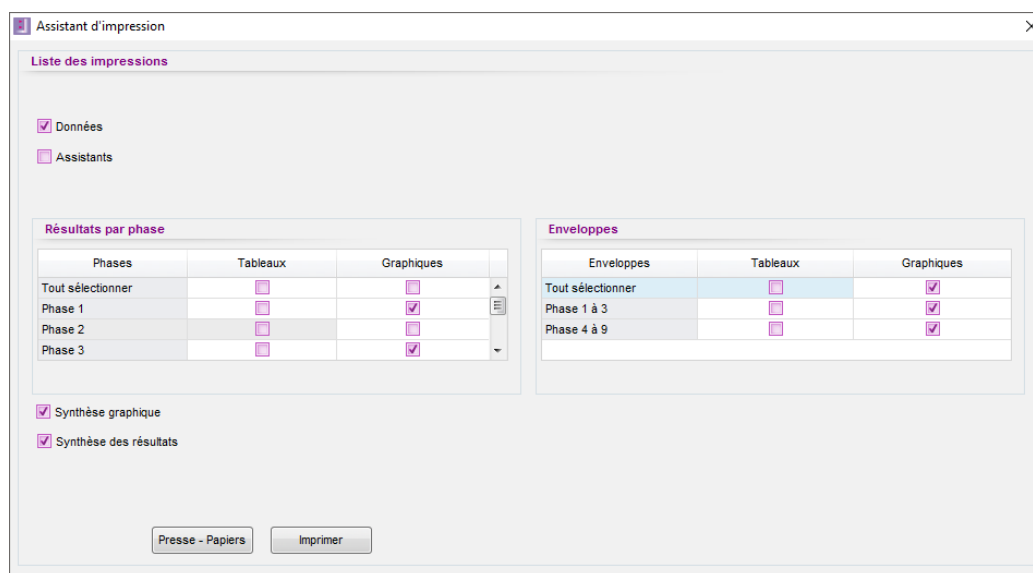 Assistant d'impression
Liste des impressions
Données
Assistants
Résultats par phase
Phases Tableaux Graphiques
Tout sélectionner
Phase 1
Phase 2
Phase 3
Enveloppes
Enveloppes Tableaux Graphiques
Tout sélectionner
Phase 1 à 3
Phase 4 à 9
Synthèse graphique
Synthèse des résultats
Presse - Papiers Imprimer